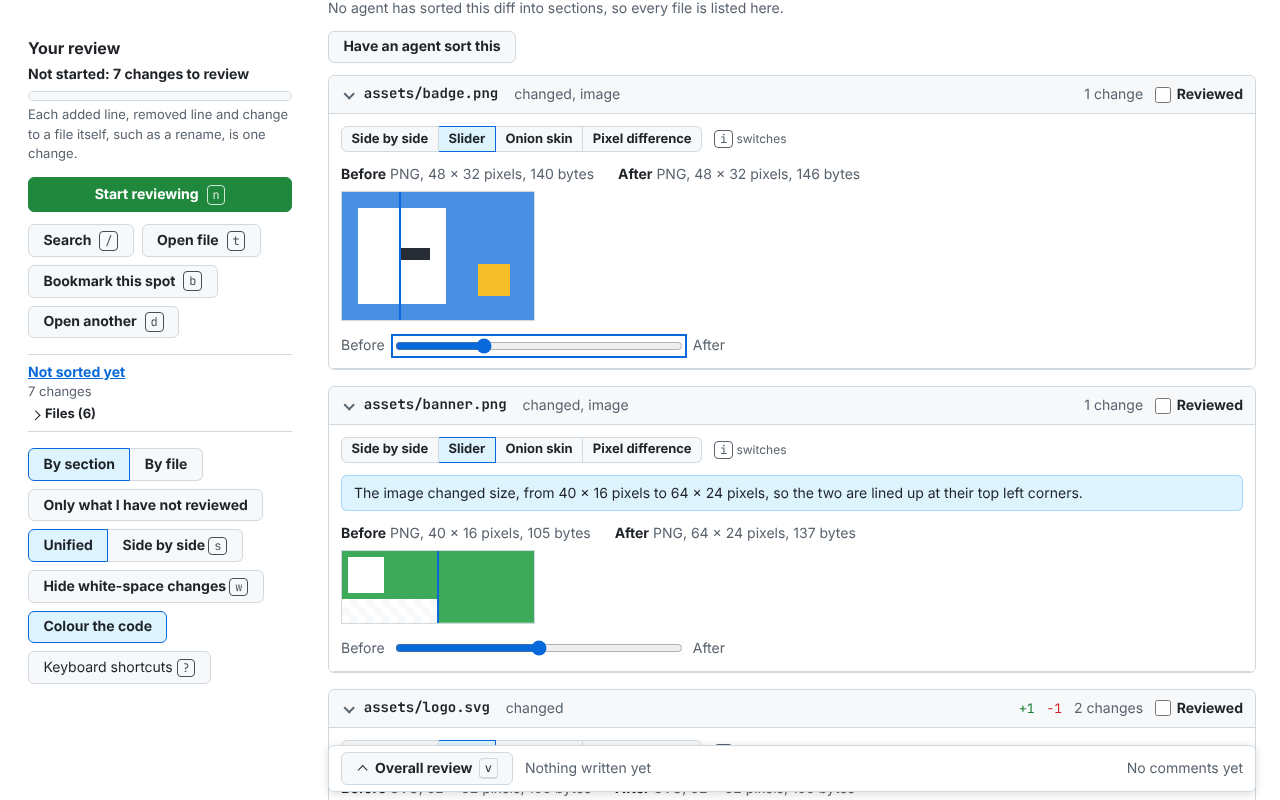 No agent has sorted this diff into sections, so every file is listed here.
Have an agent sort this
Your review
Not started: 7 changes to review
Each added line, removed line and change
to a file itself, such as a rename, is one
change.
Start reviewing n
Search / Open file t
Bookmark this spot b
Open another d
Not sorted yet
7 changes
Files (6)
By section By file
Only what I have not reviewed
Unified Side by side s
Hide white-space changes w
Colour the code
Keyboard shortcuts ?
assets/badge.png changed, image 1 change Reviewed
Side by side Slider Onion skin Pixel difference i switches
Before PNG, 48 × 32 pixels, 140 bytes After PNG, 48 × 32 pixels, 146 bytes
Before After
assets/banner.png changed, image 1 change Reviewed
Side by side Slider Onion skin Pixel difference i switches
The image changed size, from 40 × 16 pixels to 64 × 24 pixels, so the two are lined up at their top left corners.
Before PNG, 40 × 16 pixels, 105 bytes After PNG, 64 × 24 pixels, 137 bytes
Before After
assets/logo.svg changed +1 -1 2 changes Reviewed
Overall review v Nothing written yet No comments yet